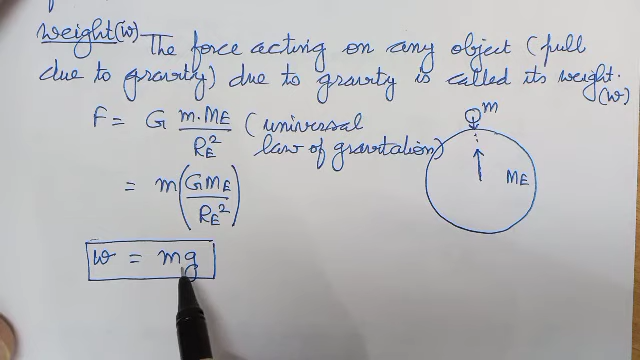 weight(w) The force acting on any object (pull
due to gravity) due to gravity is called its weight.
(w)
F = G m.ME / RE² (universal
law of gravitation)
= m (GME / RE²)
w = mg
m
ME